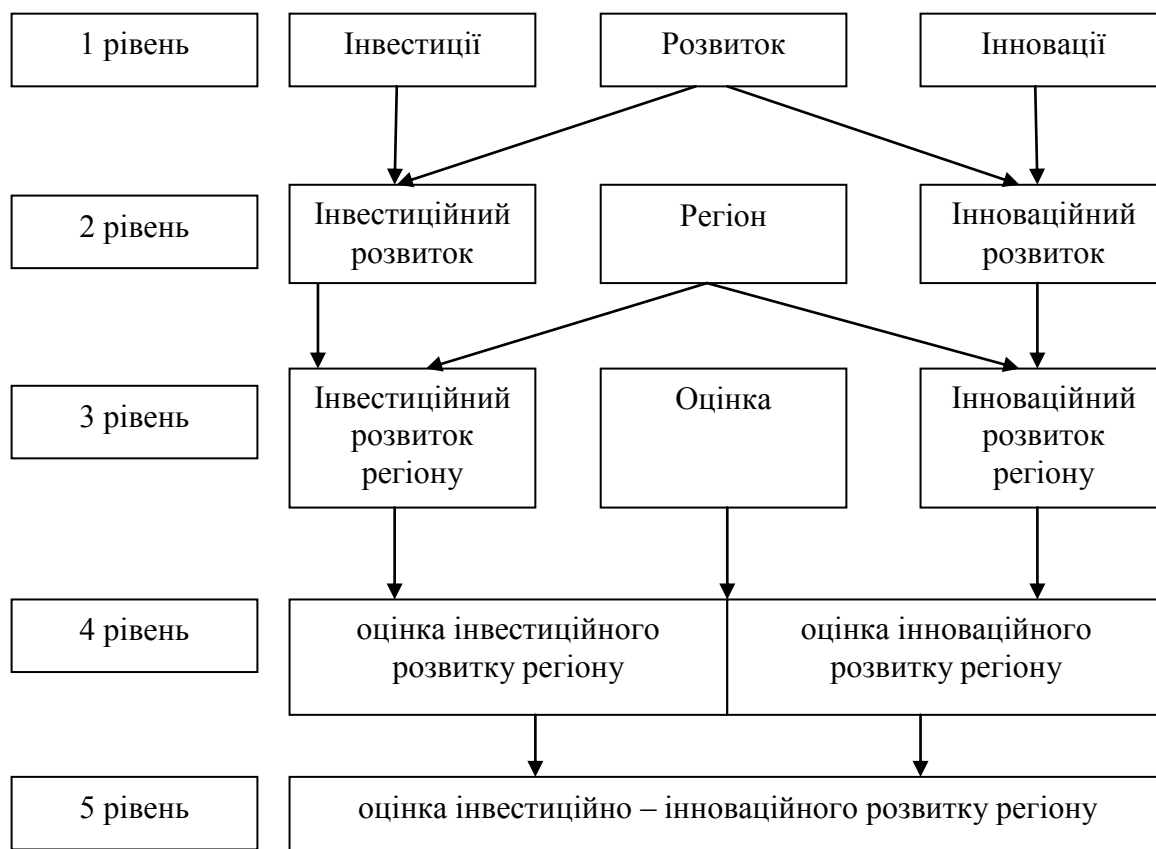 1 рівень
Інвестиції
Розвиток
Інновації
2 рівень
Інвестиційний
розвиток
Регіон
Інноваційний
розвиток
3 рівень
Інвестиційний
розвиток
регіону
Оцінка
Інноваційний
розвиток
регіону
4 рівень
оцінка інвестиційного
розвитку регіону
оцінка інноваційного
розвитку регіону
5 рівень
оцінка інвестиційно – інноваційного розвитку регіону